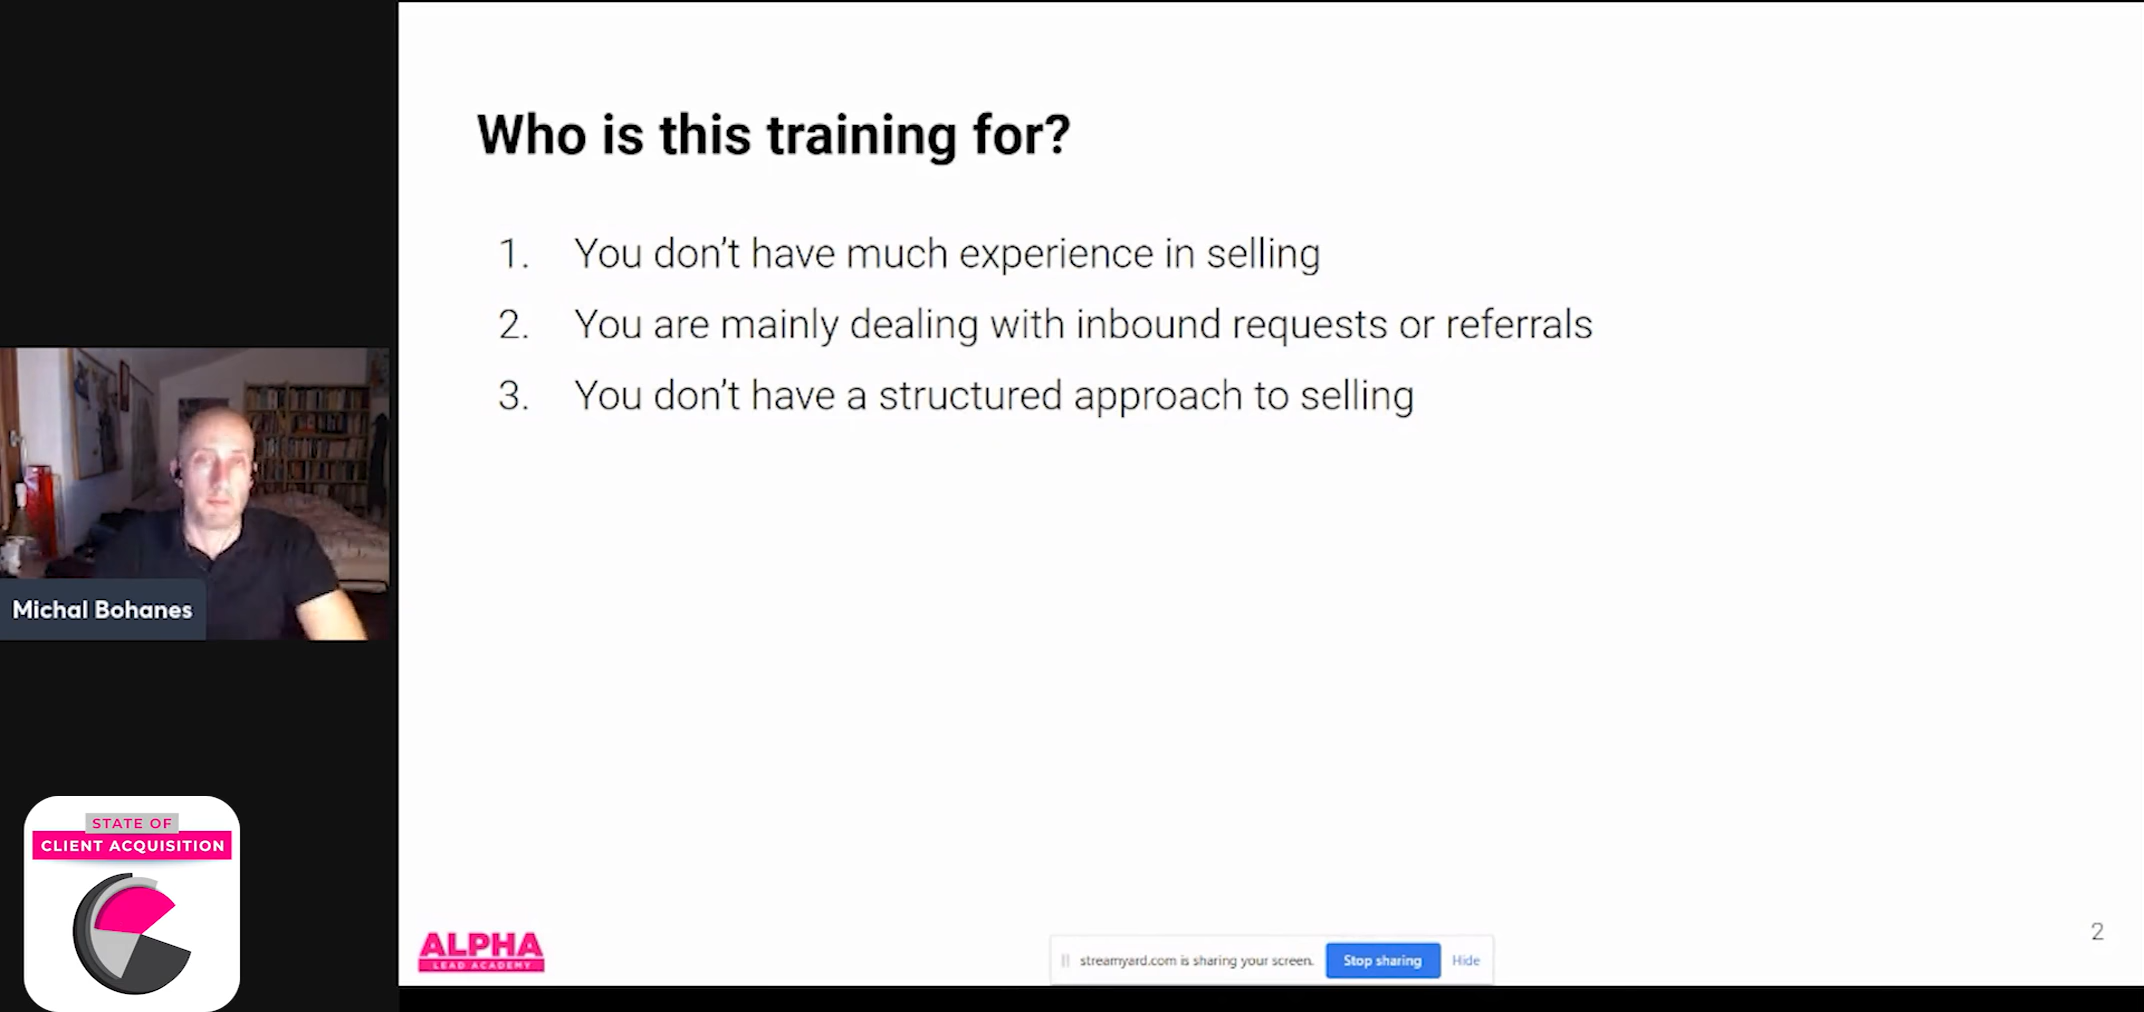 Who is this training for?
1. You don't have much experience in selling
2. You are mainly dealing with inbound requests or referrals
3. You don't have a structured approach to selling
Michal Bohanes
STATE OF
CLIENT ACQUISITION
ALPHA
LEAD ACADEMY
streamyard.com is sharing your screen.
Stop sharing
Hide
2